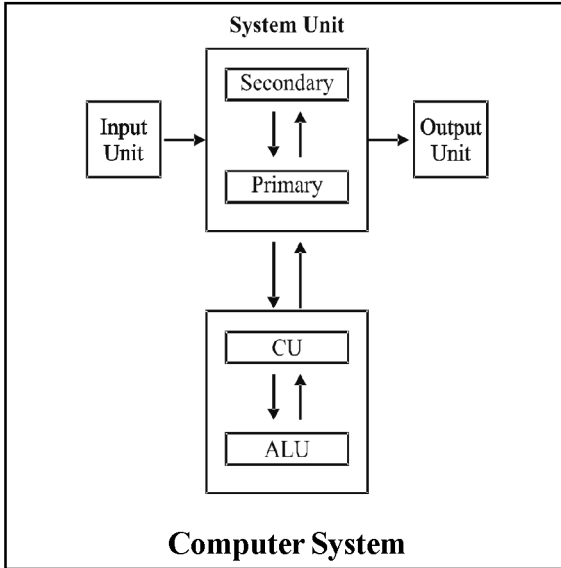 System Unit
Secondary
Input
Unit
Output
Unit
Primary
CU
ALU
Computer System